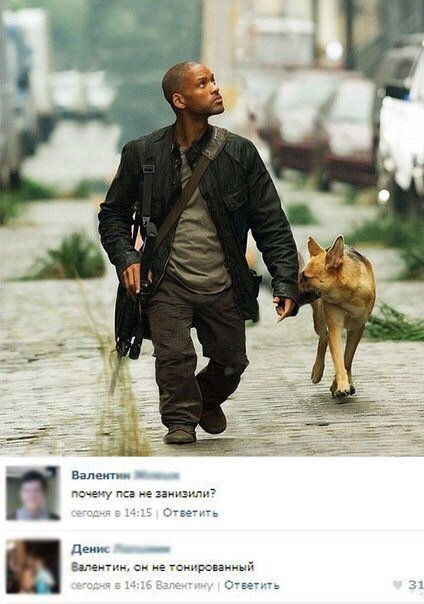 Валентин
почему пса не занизили?
сегодня в 14:15 | Ответить
Денис
Валентин, он не тонированный
сегодня в 14:16 Валентину | Ответить
31